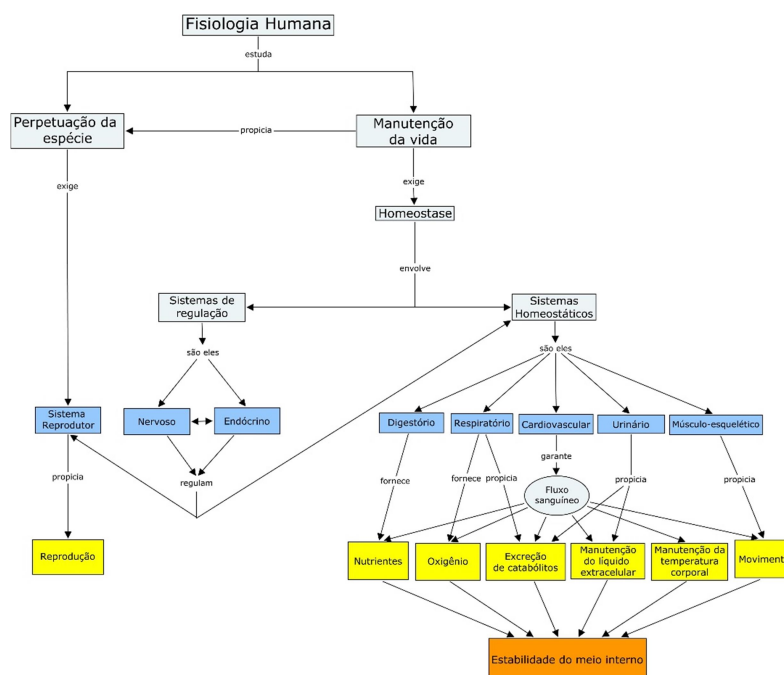 Fisiologia Humana
estuda
Perpetuação da
espécie
propicia
Manutenção
da vida
exige
exige
Homeostase
envolve
Sistemas de
regulação
Sistemas
Homeostáticos
são eles
são eles
Sistema
Reprodutor
Nervoso
Endócrino
Digestório
Respiratório
Cardiovascular
Urinário
Músculo-esquelético
garante
propicia
regulam
fornece
fornece
propicia
propicia
propicia
Fluxo
sanguíneo
Reprodução
Nutrientes
Oxigênio
Excreção
de catabólitos
Manutenção
do líquido
extracelular
Manutenção da
temperatura
corporal
Moviment
Estabilidade do meio interno